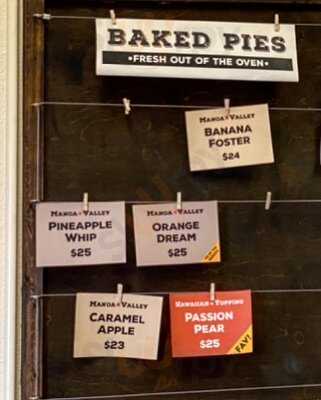 BAKED PIES
•FRESH OUT OF THE OVEN•
MANOA VALLEY
BANANA
FOSTER
$24
MANOA VALLEY
PINEAPPLE
WHIP
$25
MANOA VALLEY
ORANGE
DREAM
$25
MANOA VALLEY
CARAMEL
APPLE
$23
HAWAIIAN TOPPING
PASSION
PEAR
$25
FAV!